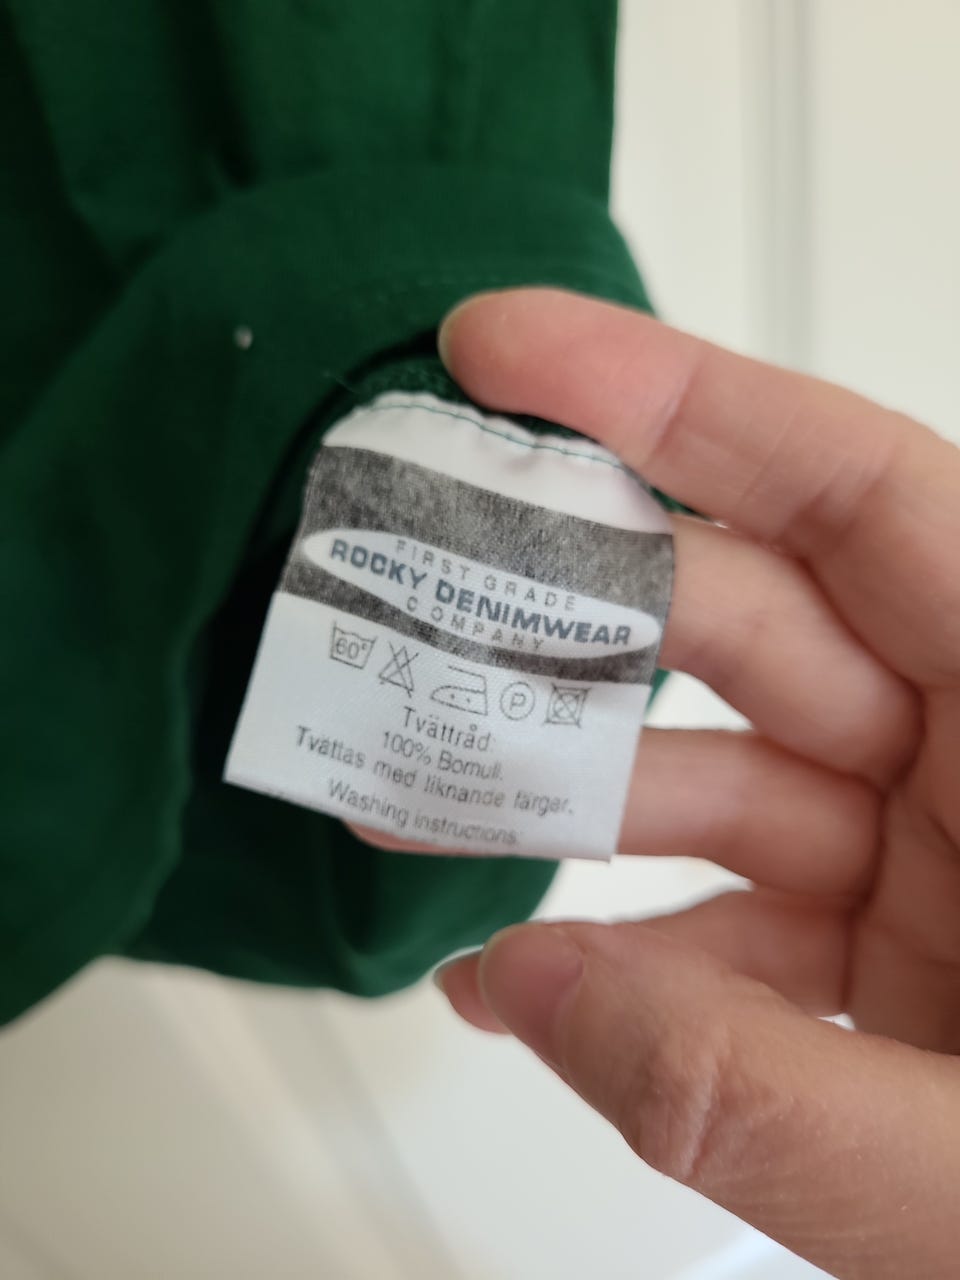 FIRST GRADE
ROCKY DENIMWEAR
COMPANY
60°
P
Tvättråd:
100% Bomull.
Tvättas med liknande färger.
Washing instructions: